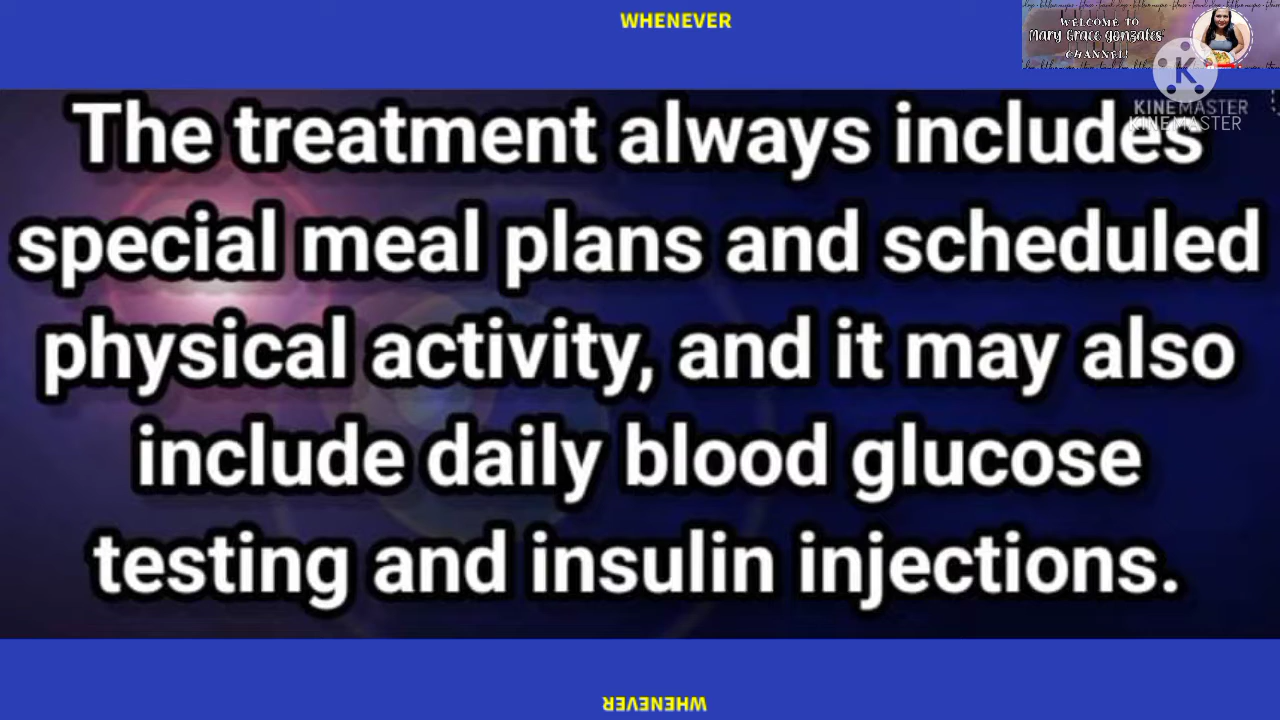 WHENEVER
WELCOME TO
Mary Grace Gonzales'
CHANNEL!
K
KINEMASTER
KINEMASTER
The treatment always includes
special meal plans and scheduled
physical activity, and it may also
include daily blood glucose
testing and insulin injections.
WHENEVER